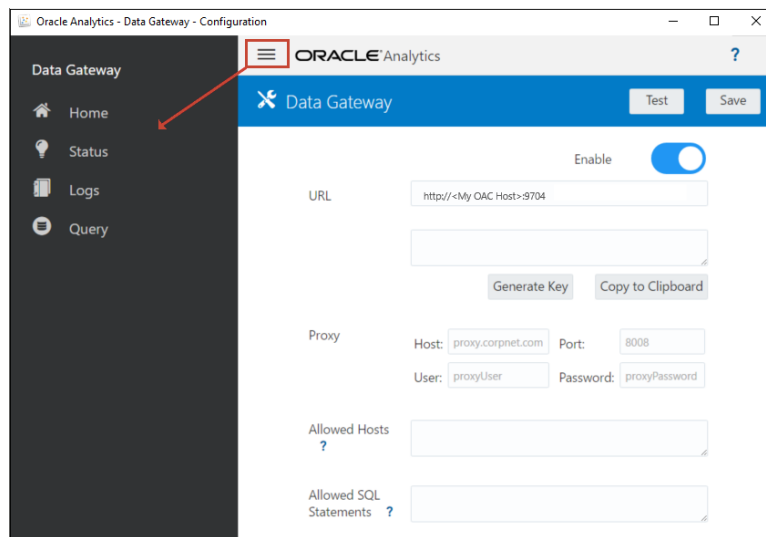 Oracle Analytics - Data Gateway - Configuration
Data Gateway
Home
Status
Logs
Query
ORACLE® Analytics
?
Data Gateway
Test
Save
Enable
URL
http://<My OAC Host>:9704
Generate Key
Copy to Clipboard
Proxy
Host: proxy.corpnet.com Port: 8008
User: proxyUser Password: proxyPassword
Allowed Hosts
?
Allowed SQL
Statements ?